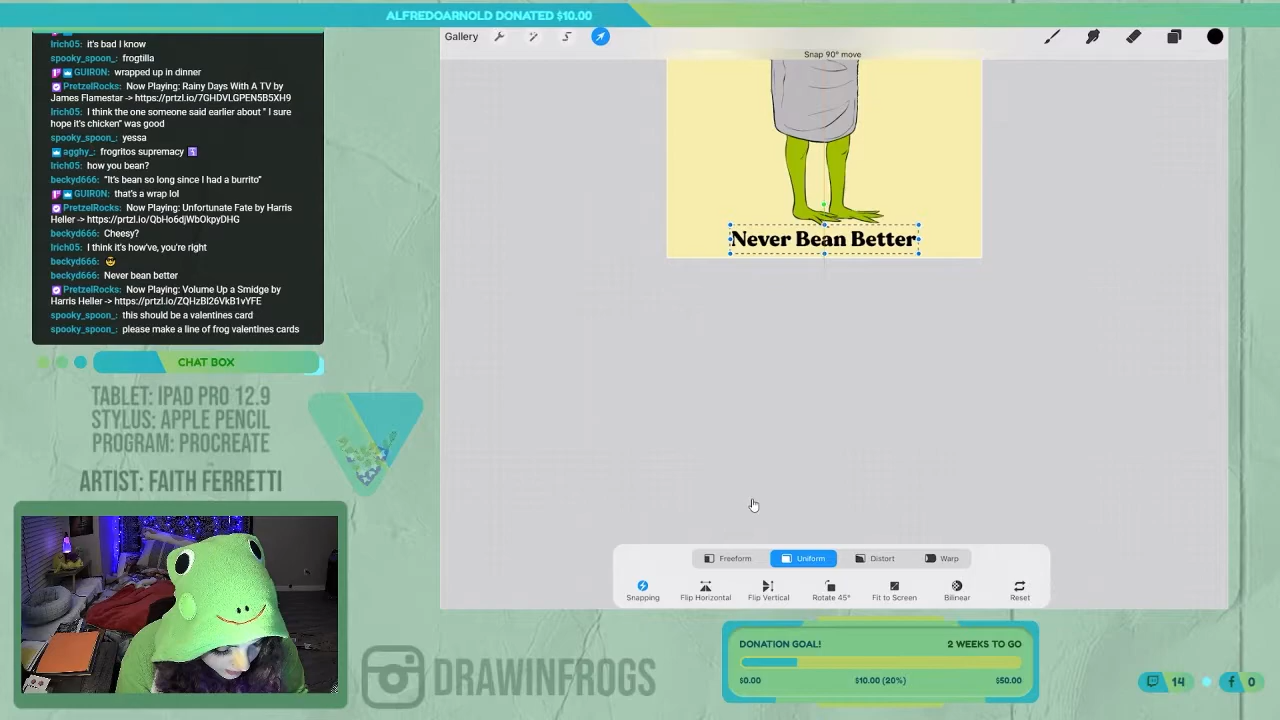 ALFREDOARNOLD DONATED $10.00
lrich05: it's bad I know
spooky_spoon_: frogtilla
GUIR0N: wrapped up in dinner
PretzelRocks: Now Playing: Rainy Days With A TV by
James Flamestar -> https://prtzl.io/7GHDVLGPEN5B5XH9
lrich05: I think the one someone said earlier about " I sure
hope it's chicken" was good
spooky_spoon_: yessa
agghy_: frogritos supremacy
lrich05: how you bean?
beckyd666: "It's bean so long since I had a burrito"
GUIR0N: that's a wrap lol
PretzelRocks: Now Playing: Unfortunate Fate by Harris
Heller -> https://prtzl.io/QbHo6djWbOkpyDHG
beckyd666: Cheesy?
lrich05: I think it's how've, you're right
beckyd666: 😎
beckyd666: Never bean better
PretzelRocks: Now Playing: Volume Up a Smidge by
Harris Heller -> https://prtzl.io/ZQHzBl26VkB1vYFE
spooky_spoon_: this should be a valentines card
spooky_spoon_: please make a line of frog valentines cards
CHAT BOX
TABLET: IPAD PRO 12.9
STYLUS: APPLE PENCIL
PROGRAM: PROCREATE
ARTIST: FAITH FERRETTI
Gallery
Snap 90° move
Never Bean Better
Freeform
Uniform
Distort
Warp
Snapping
Flip Horizontal
Flip Vertical
Rotate 45°
Fit to Screen
Bilinear
Reset
DRAWINFROGS
DONATION GOAL! 2 WEEKS TO GO
$0.00 $10.00 (20%) $50.00
14
0